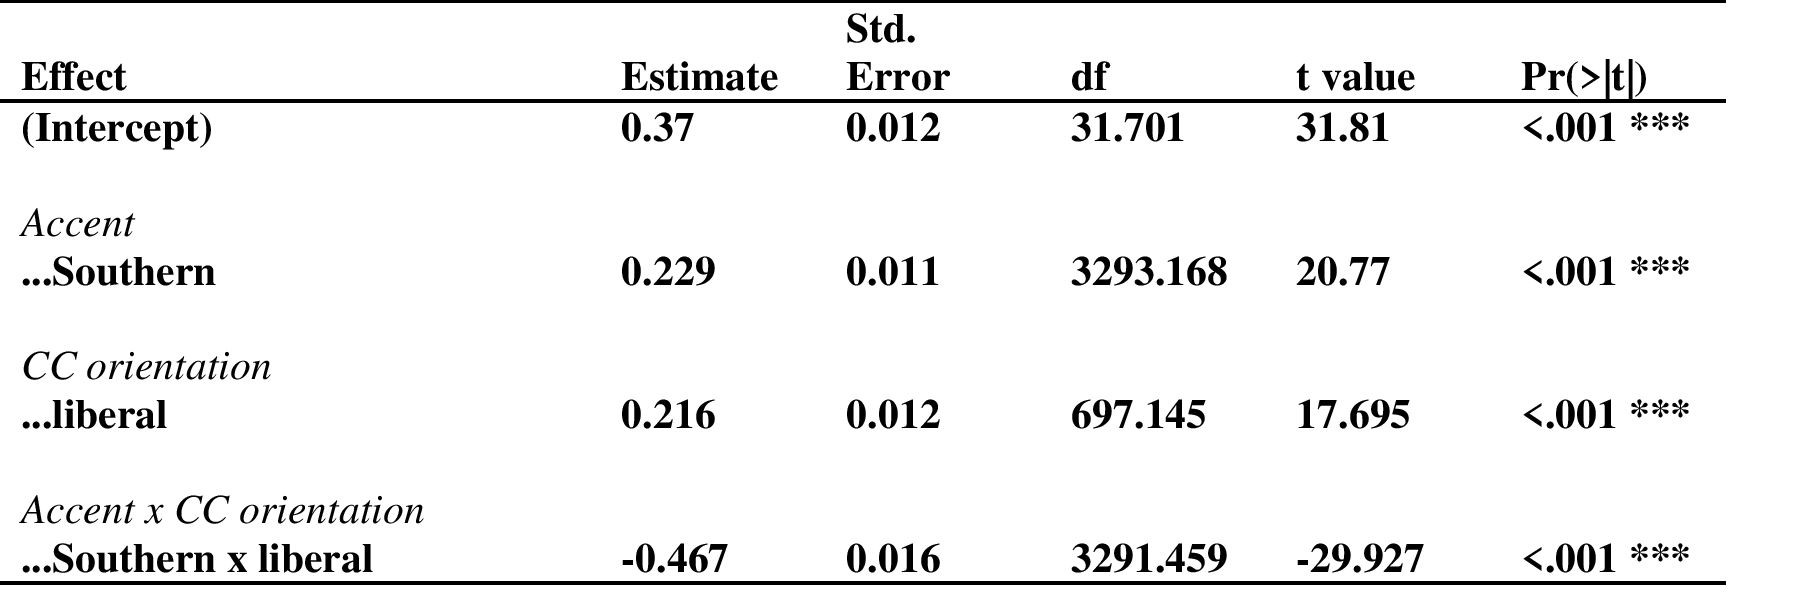 Std.
Effect Estimate Error df t value Pr(>|t|)
(Intercept) 0.37 0.012 31.701 31.81 <.001 ***
Accent
...Southern 0.229 0.011 3293.168 20.77 <.001 ***
CC orientation
...liberal 0.216 0.012 697.145 17.695 <.001 ***
Accent x CC orientation
...Southern x liberal -0.467 0.016 3291.459 -29.927 <.001 ***